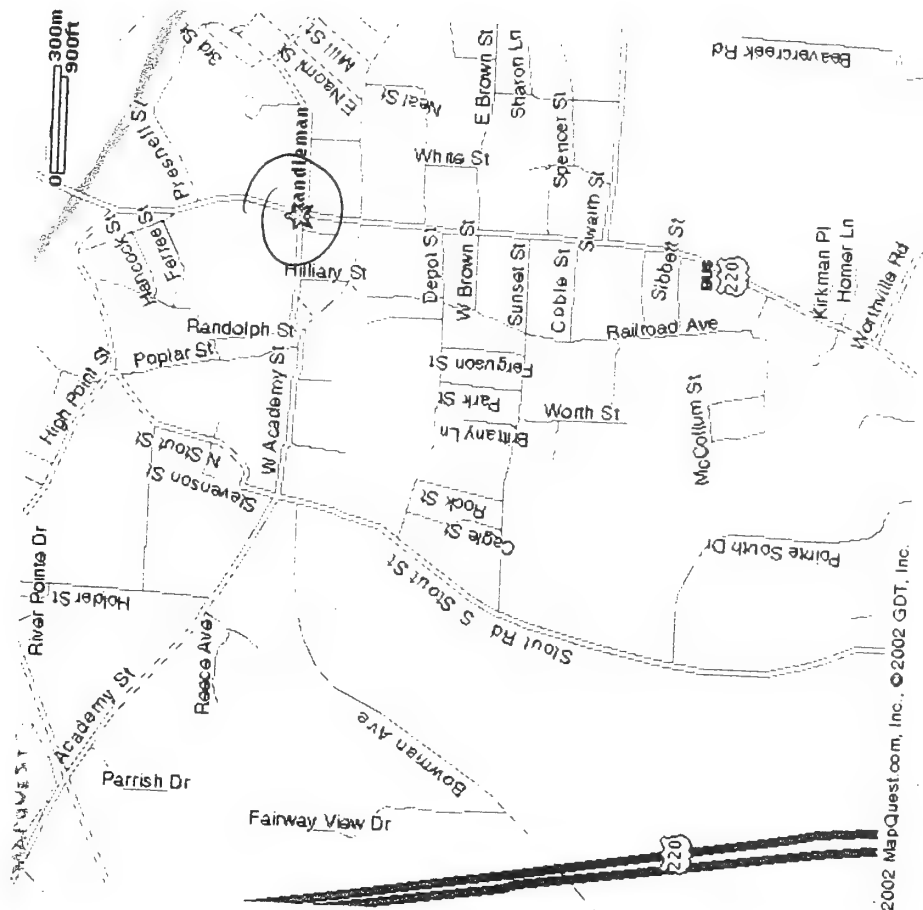 0 300m
900ft
3rd St
Mill St
E Naomi St
Neal St
E Brown St
Sharon Ln
Beavercreek Rd
Presnell St
Randleman
White St
Spencer St
Swaim St
Hancock St
Ferree St
Hilliary St
Depot St
W Brown St
Sunset St
Coble St
Sibbett St
BUS
220
Kirkman Pl
Homer Ln
Worthville Rd
High Point St
Poplar St
Randolph St
W Academy St
Railroad Ave
Ferguson St
Park St
Brittany Ln
Worth St
McCollum St
N Stout St
Stevenson St
Rock St
Cagle St
S Stout St
Stout Rd
Pointe South Dr
River Pointe Dr
Holder St
Reece Ave
Academy St
Parrish Dr
Bowman Ave
Fairway View Dr
220
MAPQUEST
2002 MapQuest.com, Inc., ©2002 GDT, Inc.